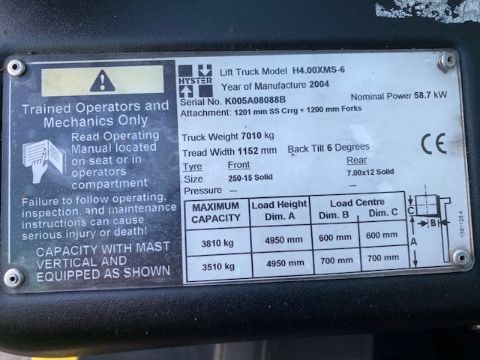 Trained Operators and
Mechanics Only
Read Operating
Manual located
on seat or in
operators
compartment
Failure to follow operating,
inspection, and maintenance
instructions can cause
serious injury or death!
CAPACITY WITH MAST
VERTICAL AND
EQUIPPED AS SHOWN
HYSTER
Lift Truck Model H4.00XMS-6
Year of Manufacture 2004
Serial No. K005A08088B Nominal Power 58.7 kW
Attachment: 1201 mm SS Crrg + 1200 mm Forks
Truck Weight 7010 kg
Tread Width 1152 mm Back Tilt 6 Degrees
Tyre Front Rear
Size 250-15 Solid 7.00x12 Solid
Pressure — —
CE
MAXIMUM CAPACITY Load Height Dim. A Load Centre Dim. B Dim. C
3810 kg 4950 mm 600 mm 600 mm
3510 kg 4950 mm 700 mm 700 mm
C
B
A